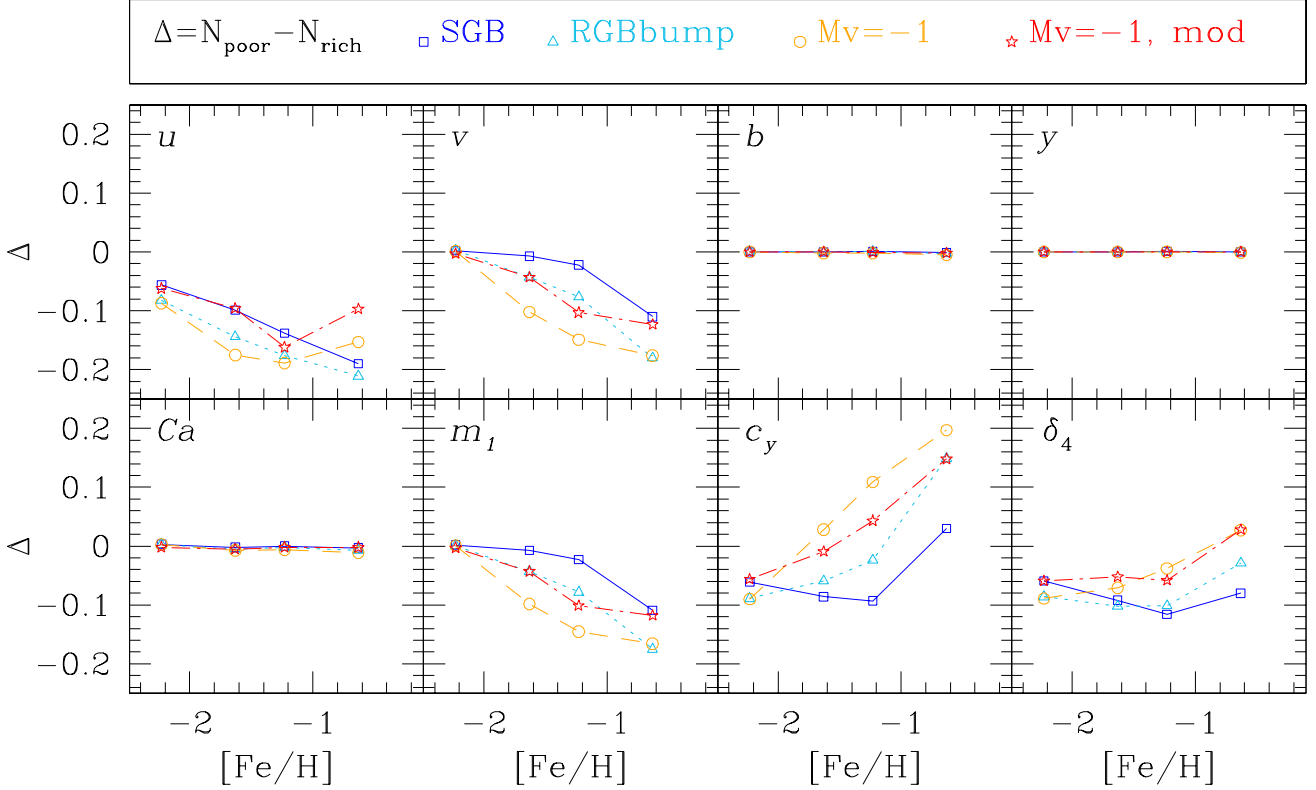 Δ=N_poor−N_rich SGB RGBbump Mv=−1 Mv=−1, mod
u v b y
0.2
0.1
Δ 0
−0.1
−0.2
Ca m_1 c_y δ_4
0.2
0.1
Δ 0
−0.1
−0.2
−2 −1 −2 −1 −2 −1 −2 −1
[Fe/H] [Fe/H] [Fe/H] [Fe/H]